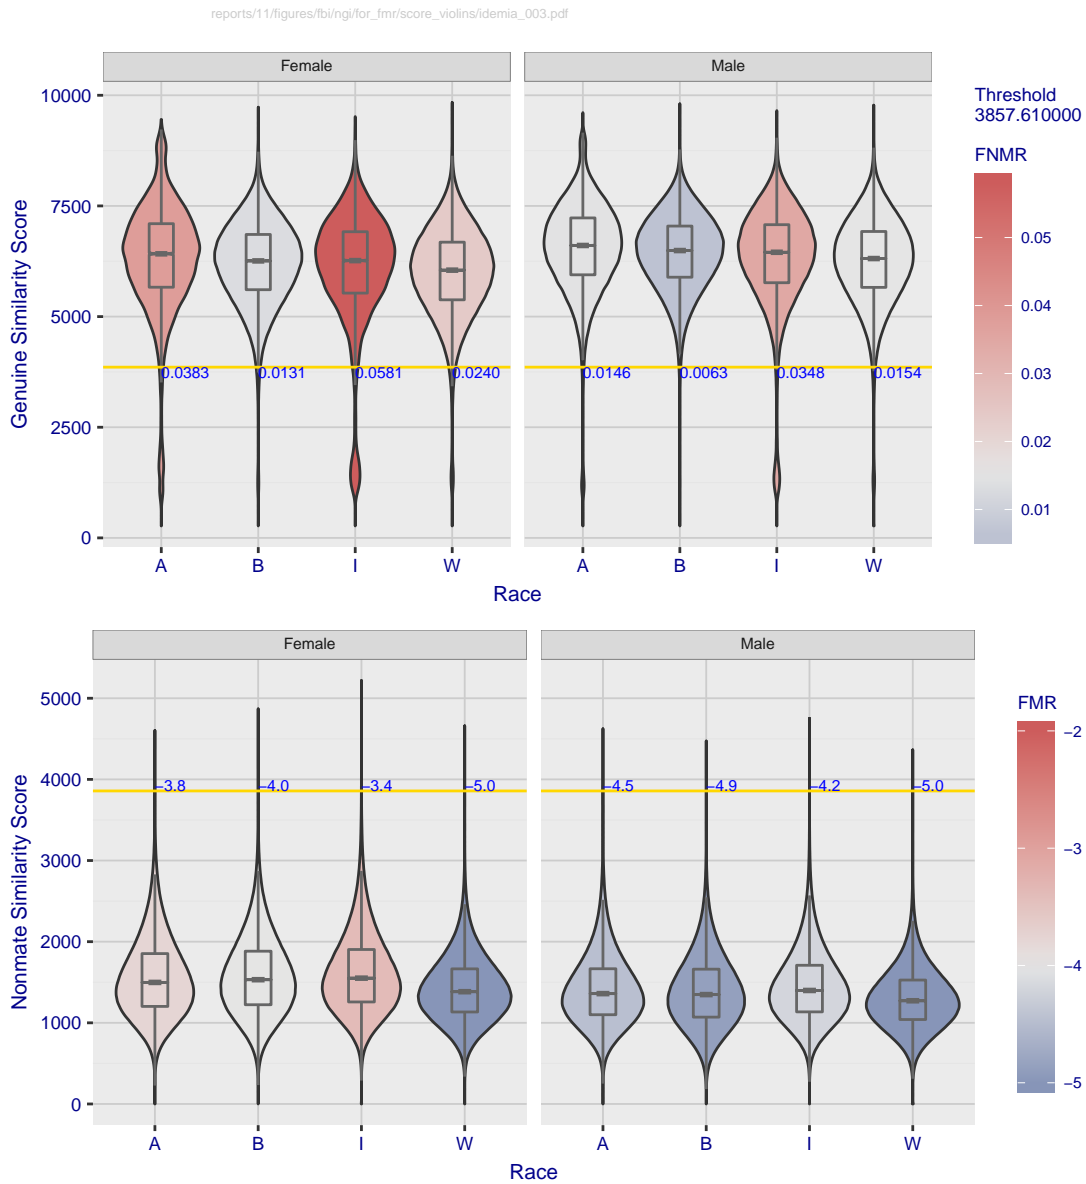 reports/11/figures/fbi/ngi/for_fmr/score_violins/idemia_003.pdf
Female
Male
Genuine Similarity Score
10000
7500
5000
2500
0
0.0383
0.0131
0.0581
0.0240
0.0146
0.0063
0.0348
0.0154
A
B
I
W
A
B
I
W
Race
Threshold
3857.610000
FNMR
0.05
0.04
0.03
0.02
0.01
Female
Male
Nonmate Similarity Score
5000
4000
3000
2000
1000
0
−3.8
−4.0
−3.4
−5.0
−4.5
−4.9
−4.2
−5.0
A
B
I
W
A
B
I
W
Race
FMR
−2
−3
−4
−5